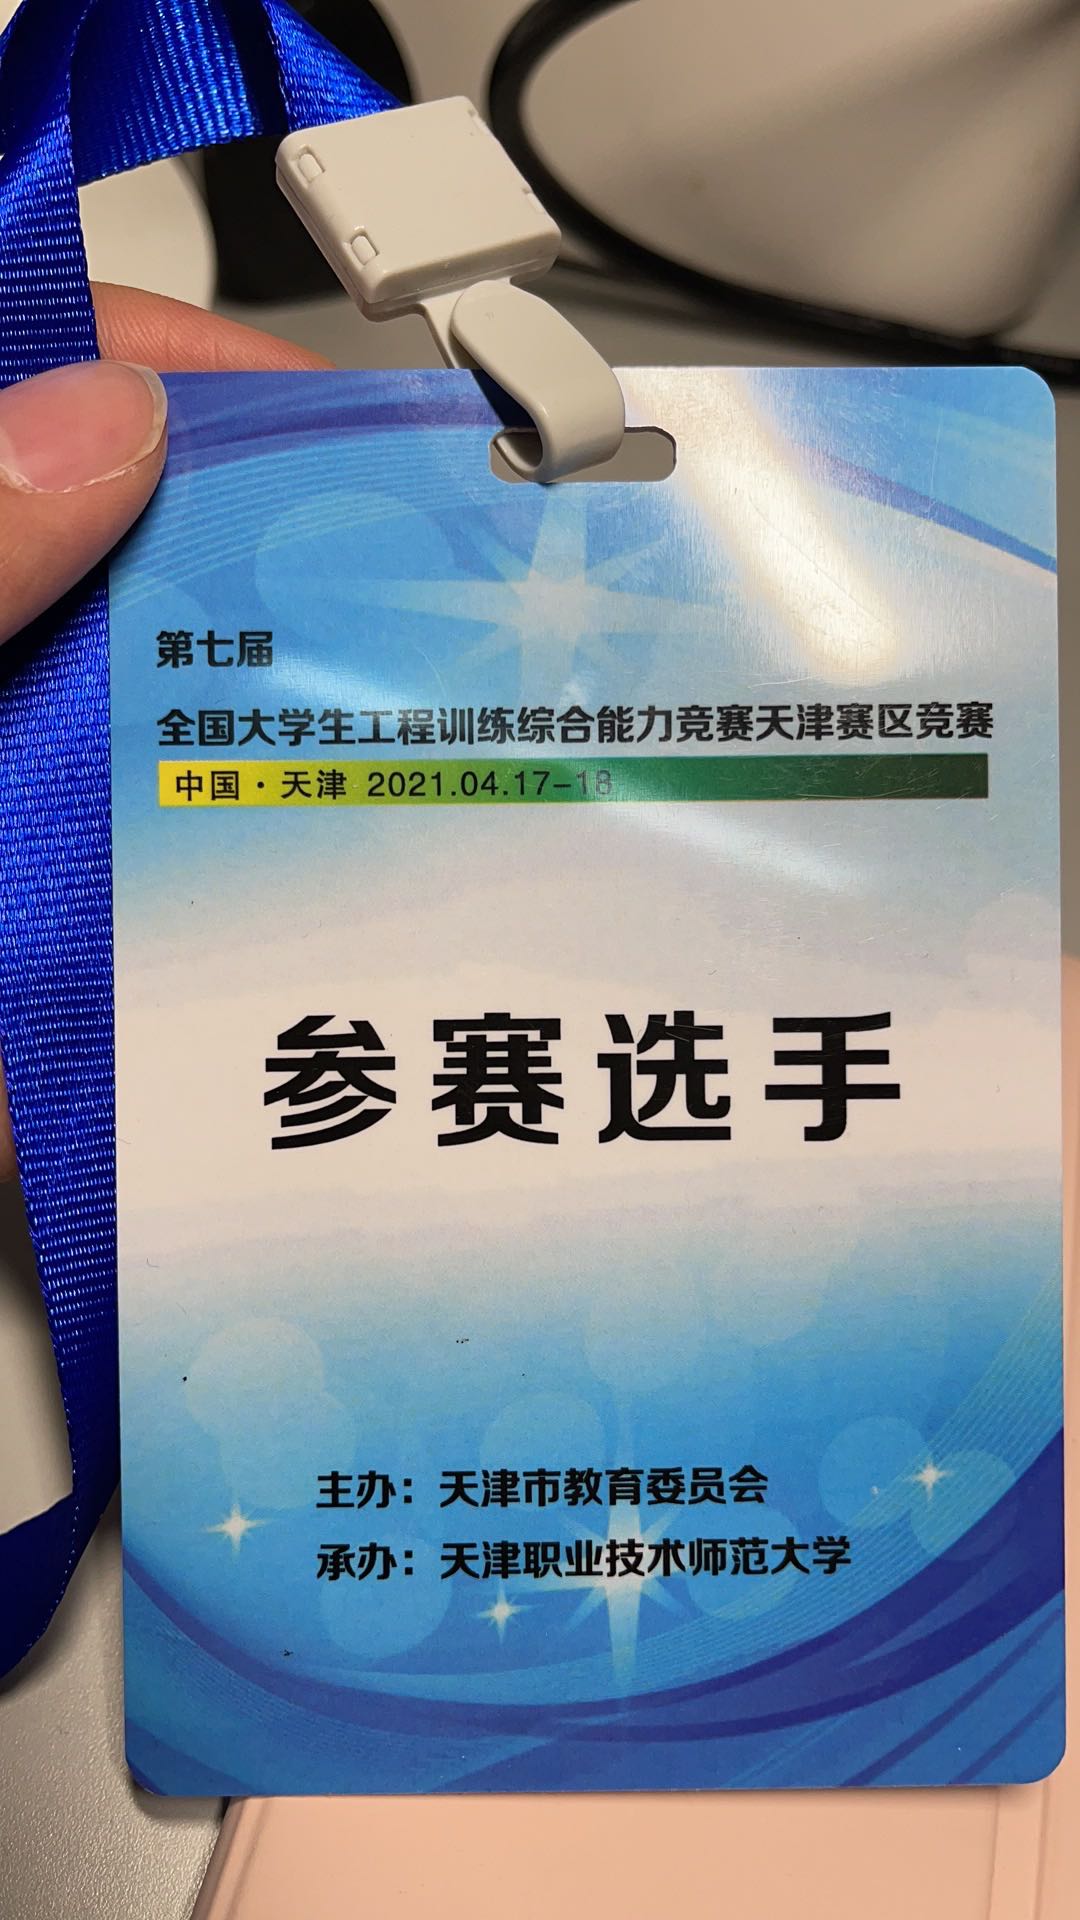 第七届
全国大学生工程训练综合能力竞赛天津赛区竞赛
中国·天津 2021.04.17-18
参赛选手
主办：天津市教育委员会
承办：天津职业技术师范大学